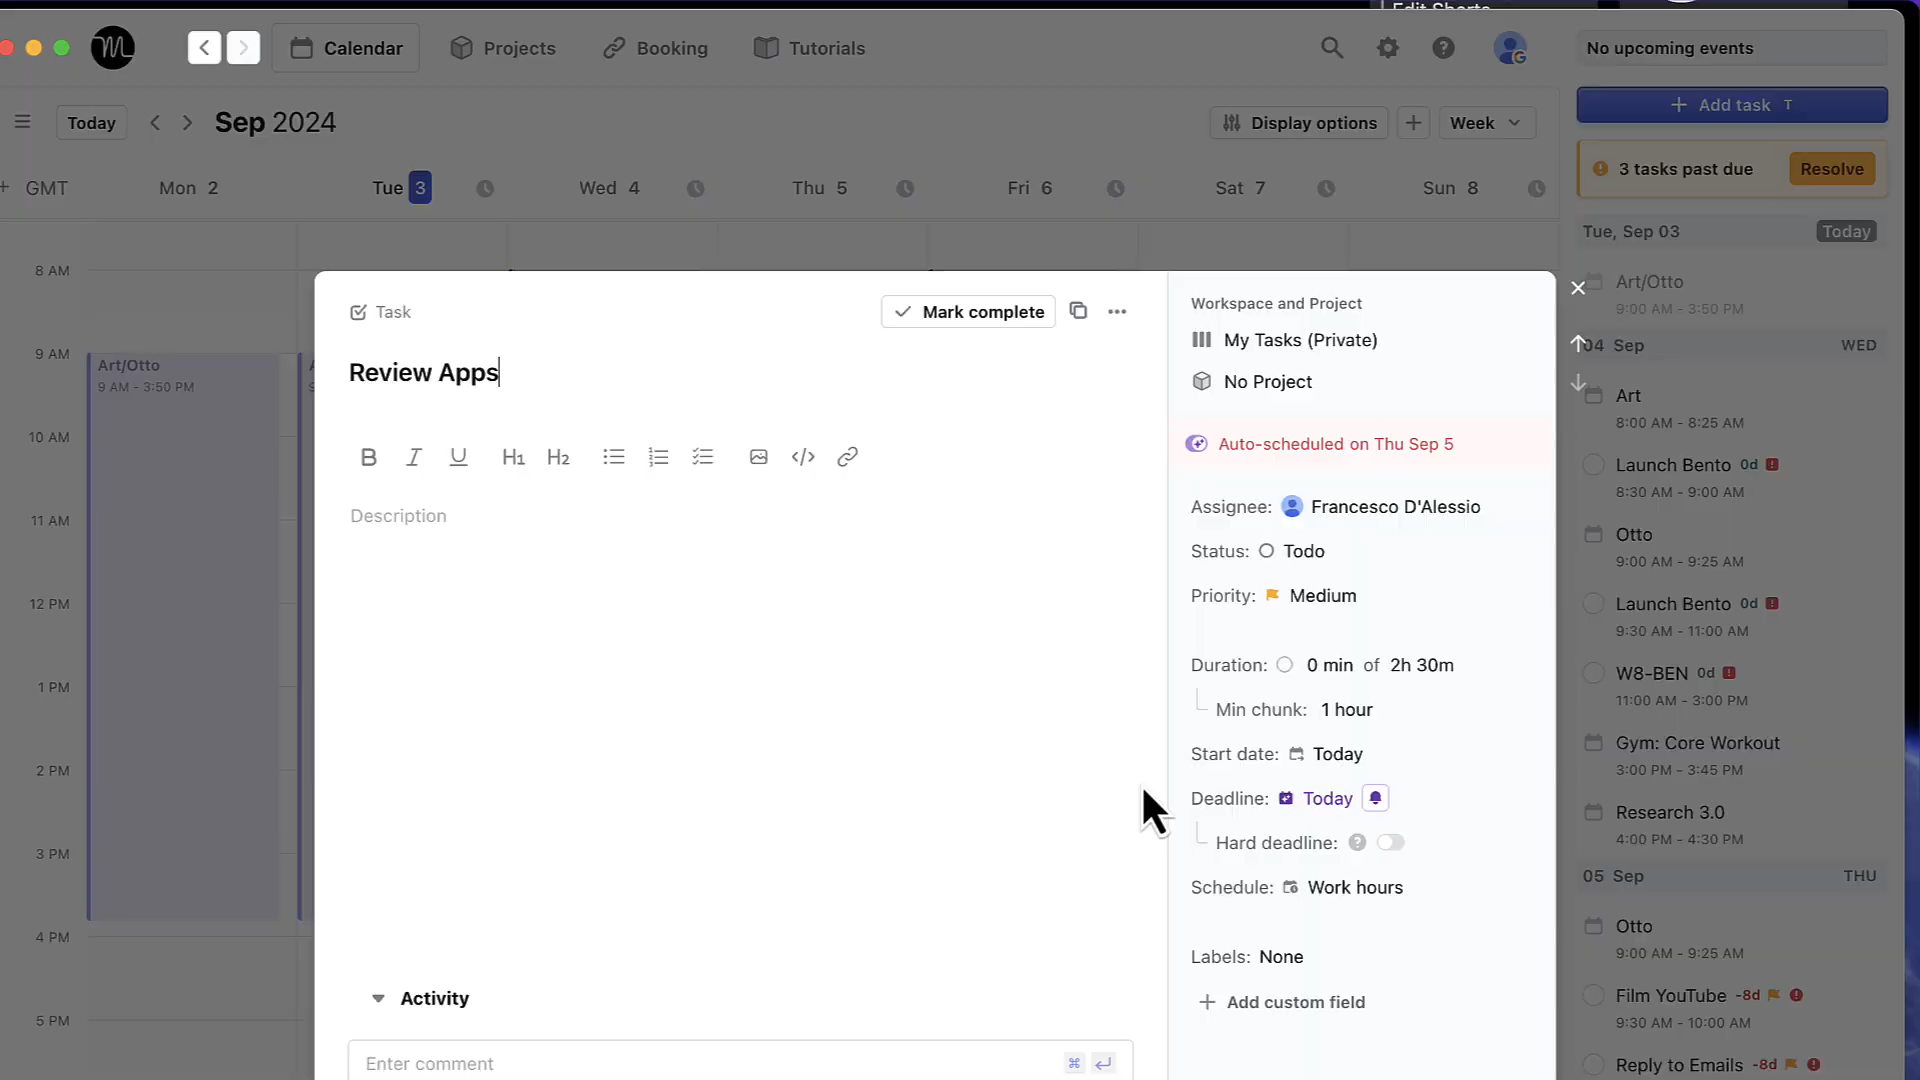 Edit Shorts
Calendar
Projects
Booking
Tutorials
No upcoming events
Today
Sep 2024
Display options
Week
Add task T
3 tasks past due
Resolve
GMT
Mon 2
Tue 3
Wed 4
Thu 5
Fri 6
Sat 7
Sun 8
8 AM
9 AM
10 AM
11 AM
12 PM
1 PM
2 PM
3 PM
4 PM
5 PM
Art/Otto
9 AM - 3:50 PM
Task
Mark complete
Review Apps
B I U H1 H2
Description
Activity
Enter comment
Workspace and Project
My Tasks (Private)
No Project
Auto-scheduled on Thu Sep 5
Assignee: Francesco D'Alessio
Status: Todo
Priority: Medium
Duration: 0 min of 2h 30m
Min chunk: 1 hour
Start date: Today
Deadline: Today
Hard deadline:
Schedule: Work hours
Labels: None
Add custom field
Tue, Sep 03 Today
Art/Otto
9:00 AM - 3:50 PM
04 Sep WED
Art
8:00 AM - 8:25 AM
Launch Bento 0d
8:30 AM - 9:00 AM
Otto
9:00 AM - 9:25 AM
Launch Bento 0d
9:30 AM - 11:00 AM
W8-BEN 0d
11:00 AM - 3:00 PM
Gym: Core Workout
3:00 PM - 3:45 PM
Research 3.0
4:00 PM - 4:30 PM
05 Sep THU
Otto
9:00 AM - 9:25 AM
Film YouTube -8d
9:30 AM - 10:00 AM
Reply to Emails -8d